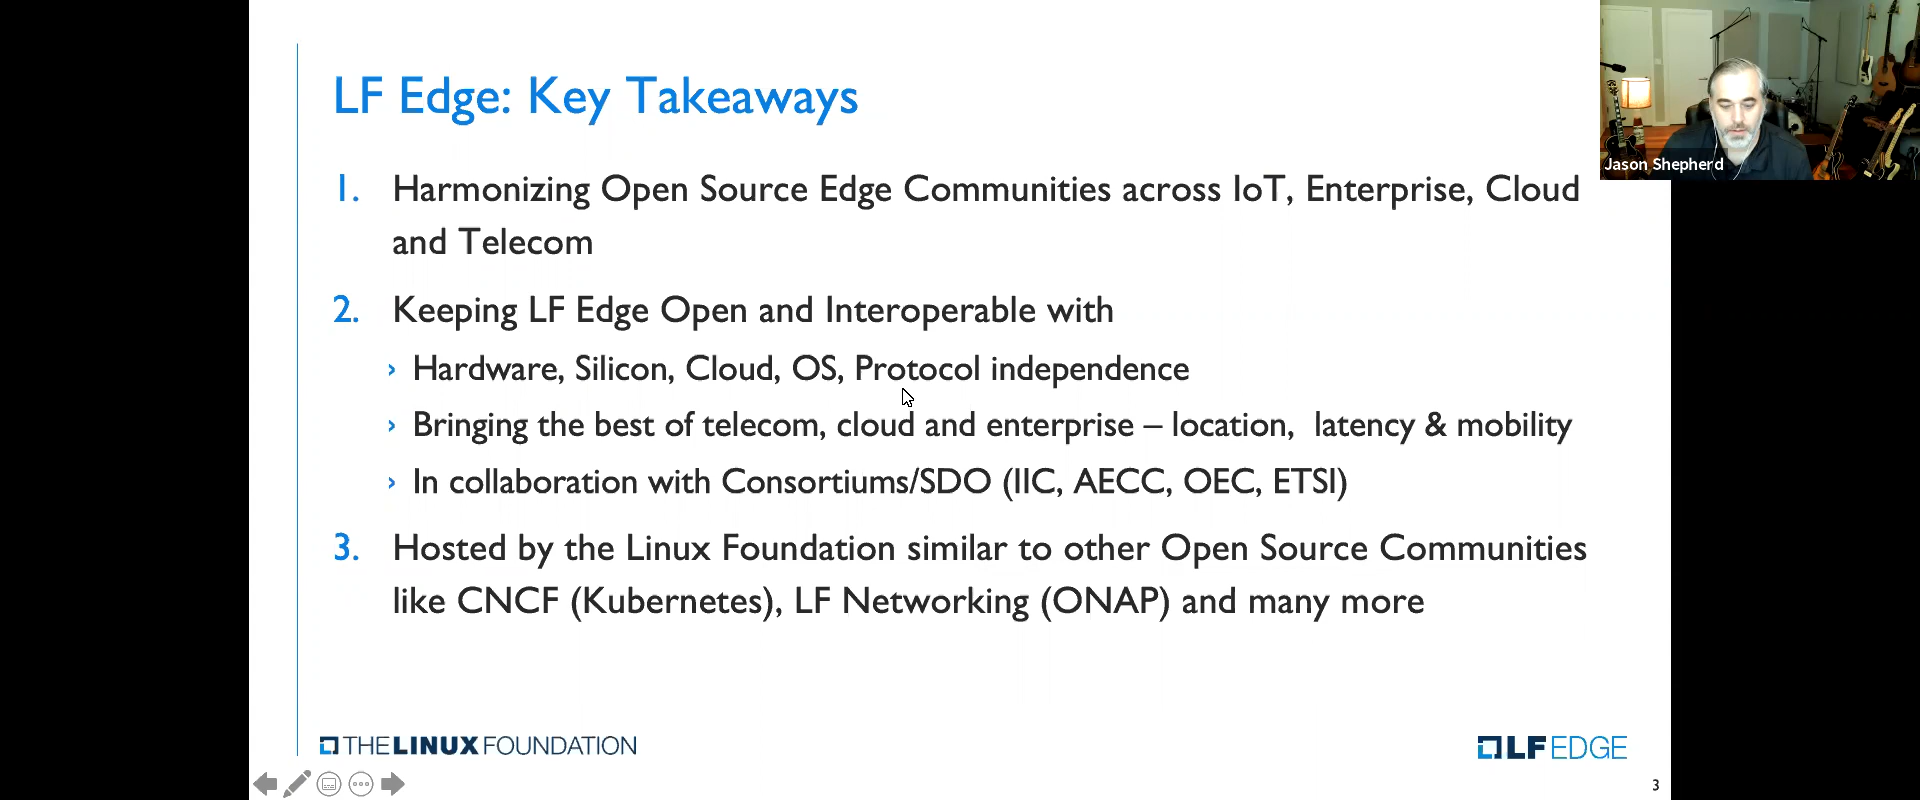 LF Edge: Key Takeaways
Jason Shepherd
1. Harmonizing Open Source Edge Communities across IoT, Enterprise, Cloud
and Telecom
2. Keeping LF Edge Open and Interoperable with
› Hardware, Silicon, Cloud, OS, Protocol independence
› Bringing the best of telecom, cloud and enterprise – location, latency & mobility
› In collaboration with Consortiums/SDO (IIC, AECC, OEC, ETSI)
3. Hosted by the Linux Foundation similar to other Open Source Communities
like CNCF (Kubernetes), LF Networking (ONAP) and many more
THE LINUX FOUNDATION
LF EDGE
3